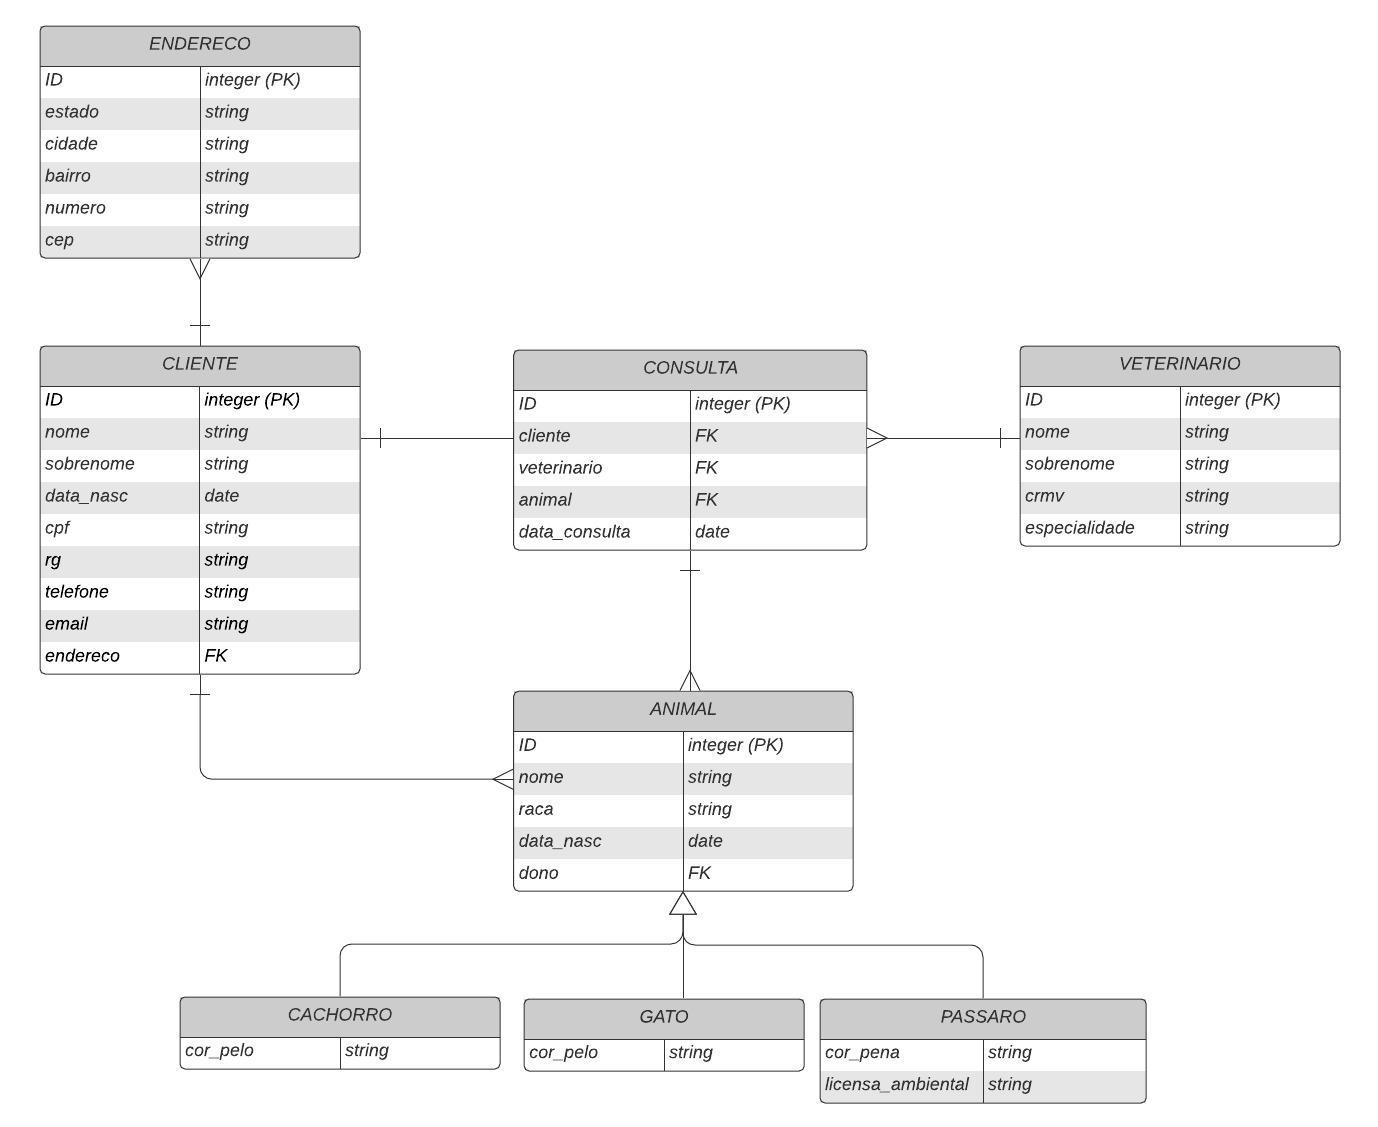 ENDERECO
ID integer (PK)
estado string
cidade string
bairro string
numero string
cep string
CLIENTE
ID integer (PK)
nome string
sobrenome string
data_nasc date
cpf string
rg string
telefone string
email string
endereco FK
CONSULTA
ID integer (PK)
cliente FK
veterinario FK
animal FK
data_consulta date
VETERINARIO
ID integer (PK)
nome string
sobrenome string
crmv string
especialidade string
ANIMAL
ID integer (PK)
nome string
raca string
data_nasc date
dono FK
CACHORRO
cor_pelo string
GATO
cor_pelo string
PASSARO
cor_pena string
licensa_ambiental string